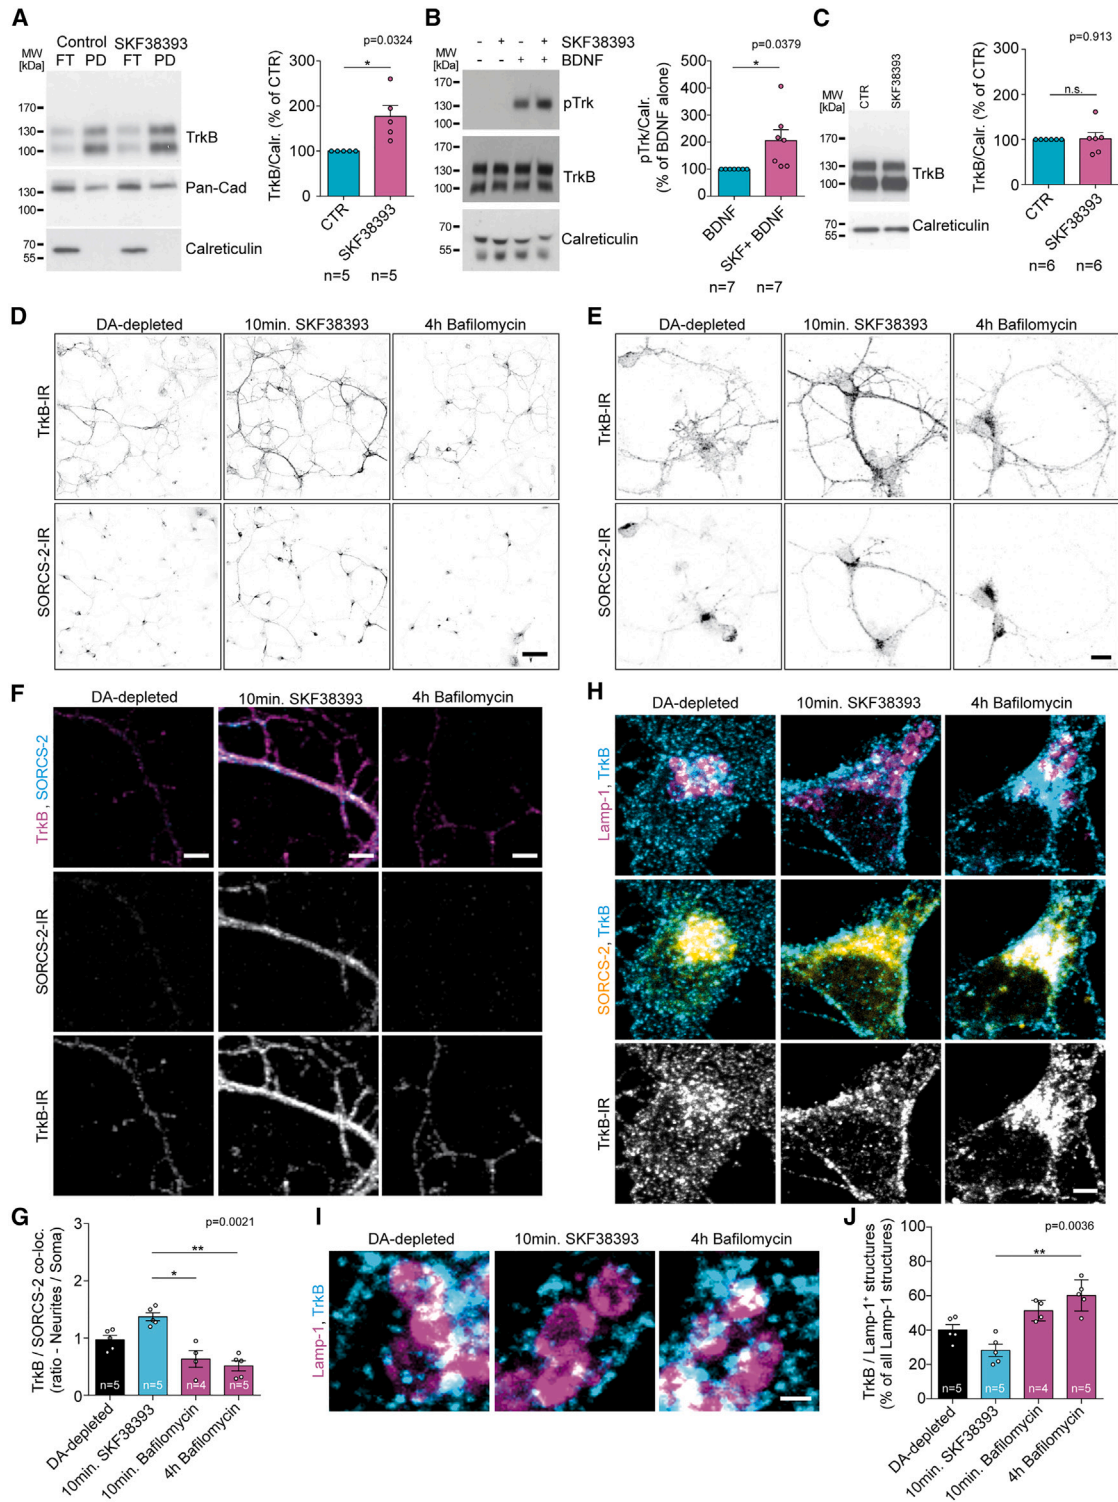 A
Control SKF38393
MW
[kDa]
FT PD FT PD
170
130
100
TrkB
130
100
Pan-Cad
70
55
Calreticulin
p=0.0324
TrkB/Calr. (% of CTR)
300
200
100
0
*
CTR
SKF38393
n=5 n=5
B
- + - + SKF38393
- - + + BDNF
MW
[kDa]
170
130
100
pTrk
130
100
TrkB
70
55
Calreticulin
p=0.0379
pTrk/Calr.
(% of BDNF alone)
500
400
300
200
100
0
*
BDNF
SKF+ BDNF
n=7 n=7
C
MW
[kDa]
CTR
SKF38393
170
130
100
TrkB
70
55
Calreticulin
p=0.913
TrkB/Calr. (% of CTR)
300
200
100
0
n.s.
CTR
SKF38393
n=6 n=6
D
DA-depleted 10min. SKF38393 4h Bafilomycin
TrkB-IR
SORCS-2-IR
E
DA-depleted 10min. SKF38393 4h Bafilomycin
TrkB-IR
SORCS-2-IR
F
DA-depleted 10min. SKF38393 4h Bafilomycin
TrkB, SORCS-2
SORCS-2-IR
TrkB-IR
H
DA-depleted 10min. SKF38393 4h Bafilomycin
Lamp-1, TrkB
SORCS-2, TrkB
TrkB-IR
G
p=0.0021
TrkB / SORCS-2 co-loc.
(ratio - Neurites / Soma)
3
2
1
0
**
*
n=5 n=5 n=4 n=5
DA-depleted
10min. SKF38393
10min. Bafilomycin
4h Bafilomycin
I
DA-depleted 10min. SKF38393 4h Bafilomycin
Lamp-1, TrkB
J
p=0.0036
TrkB / Lamp-1+ structures
(% of all Lamp-1 structures)
100
80
60
40
20
0
**
n=5 n=5 n=4 n=5
DA-depleted
10min. SKF38393
10min. Bafilomycin
4h Bafilomycin